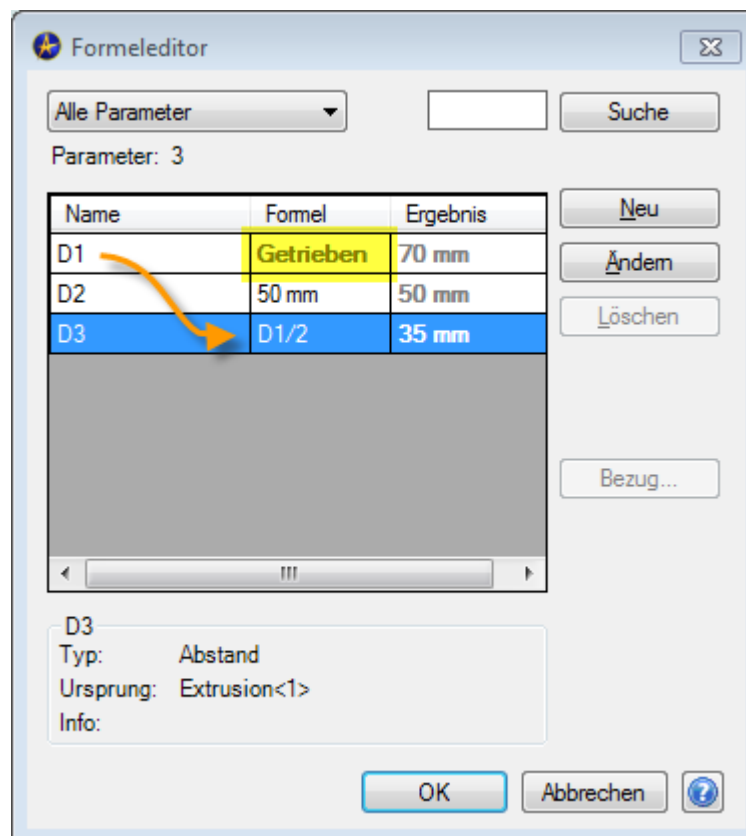 Formeleditor
Alle Parameter
Suche
Parameter: 3
Name Formel Ergebnis
D1 Getrieben 70 mm
D2 50 mm 50 mm
D3 D1/2 35 mm
Neu
Ändern
Löschen
Bezug...
D3
Typ: Abstand
Ursprung: Extrusion<1>
Info:
OK Abbrechen ?